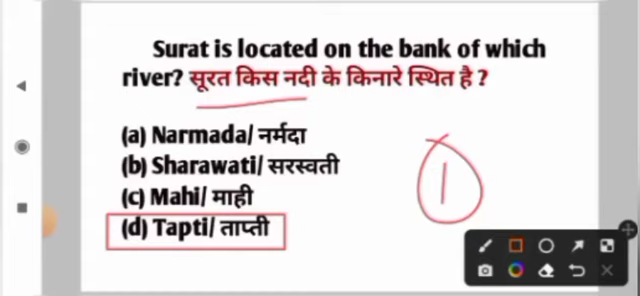 Surat is located on the bank of which
river? सूरत किस नदी के किनारे स्थित है ?
(a) Narmada/ नर्मदा
(b) Sharawati/ सरस्वती
(c) Mahi/ माही
(d) Tapti/ ताप्ती
1